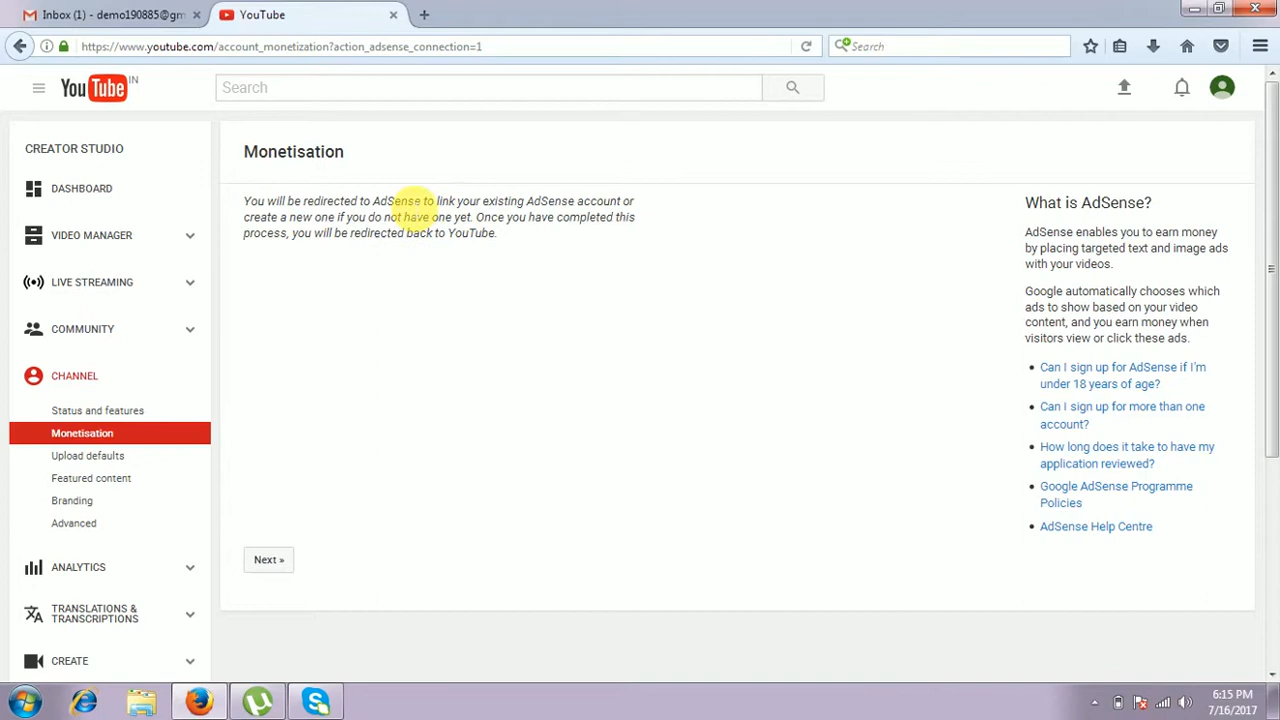 Inbox (1) - demo190885@gm
YouTube
https://www.youtube.com/account_monetization?action_adsense_connection=1
Search
YouTube IN
Search
CREATOR STUDIO
DASHBOARD
VIDEO MANAGER
LIVE STREAMING
COMMUNITY
CHANNEL
Status and features
Monetisation
Upload defaults
Featured content
Branding
Advanced
ANALYTICS
TRANSLATIONS &
TRANSCRIPTIONS
CREATE
Monetisation
You will be redirected to AdSense to link your existing AdSense account or
create a new one if you do not have one yet. Once you have completed this
process, you will be redirected back to YouTube.
Next »
What is AdSense?
AdSense enables you to earn money
by placing targeted text and image ads
with your videos.
Google automatically chooses which
ads to show based on your video
content, and you earn money when
visitors view or click these ads.
Can I sign up for AdSense if I'm
under 18 years of age?
Can I sign up for more than one
account?
How long does it take to have my
application reviewed?
Google AdSense Programme
Policies
AdSense Help Centre
6:15 PM
7/16/2017